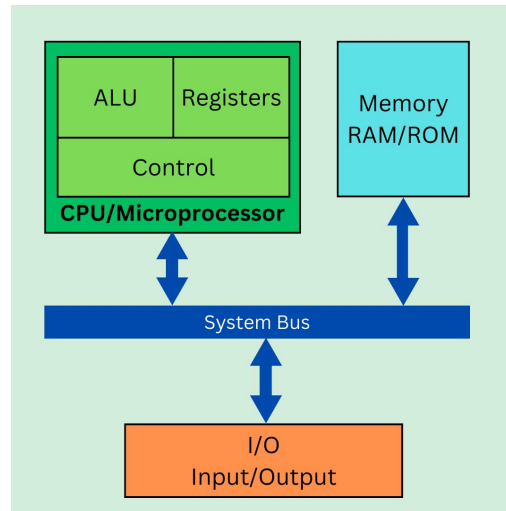 ALU
Registers
Control
CPU/Microprocessor
Memory
RAM/ROM
System Bus
I/O
Input/Output